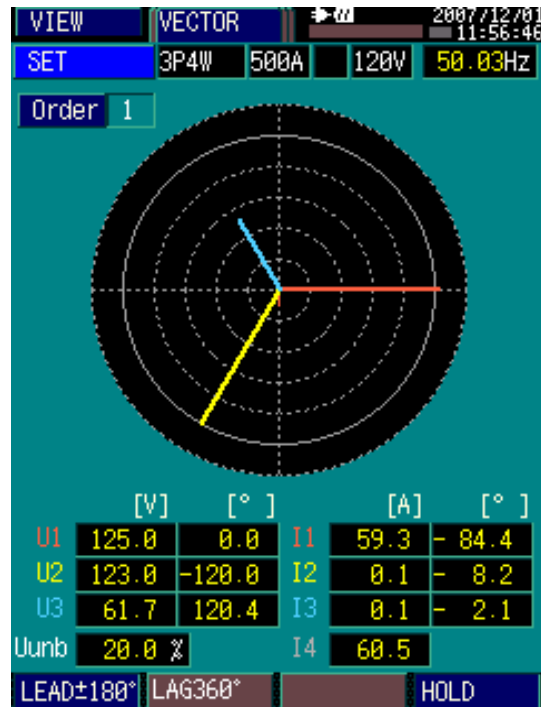 VIEW VECTOR 2007/12/01
11:56:46
SET 3P4W 500A 120V 50.03Hz
Order 1
[V] [° ] [A] [° ]
U1 125.0 0.0 I1 59.3 - 84.4
U2 123.0 -120.0 I2 0.1 - 8.2
U3 61.7 120.4 I3 0.1 - 2.1
Uunb 20.0 % I4 60.5
LEAD±180° LAG360° HOLD